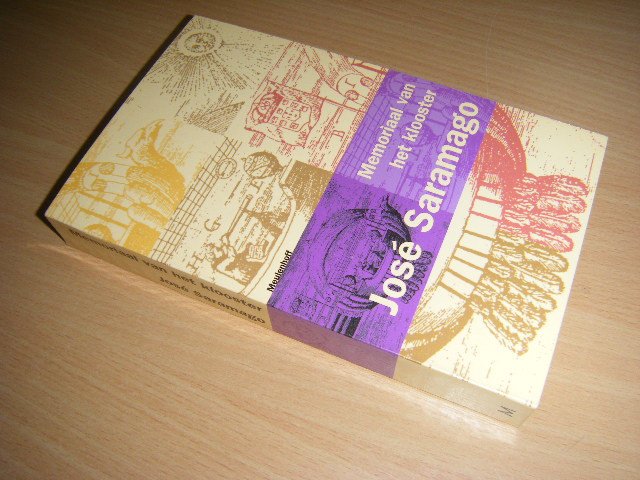 Memoriaal van
het klooster
José Saramago
Meulenhoff
Memoriaal van het klooster
José Saramago